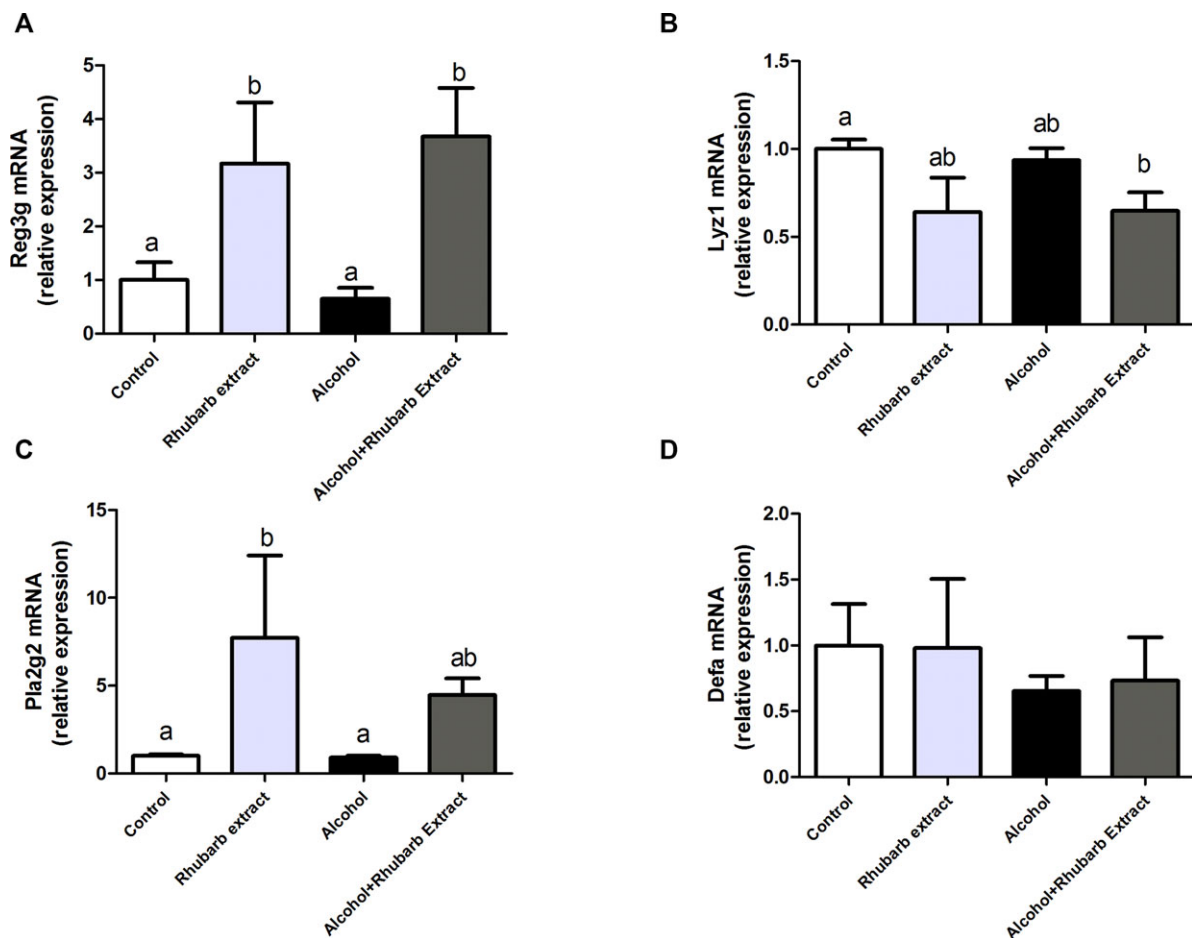 A
Reg3g mRNA
(relative expression)
5
4
3
2
1
0
a
b
a
b
Control
Rhubarb extract
Alcohol
Alcohol+Rhubarb Extract
B
Lyz1 mRNA
(relative expression)
1.5
1.0
0.5
0.0
a
ab
ab
b
Control
Rhubarb extract
Alcohol
Alcohol+Rhubarb Extract
C
Pla2g2 mRNA
(relative expression)
15
10
5
0
a
b
a
ab
Control
Rhubarb extract
Alcohol
Alcohol+Rhubarb Extract
D
Defa mRNA
(relative expression)
2.0
1.5
1.0
0.5
0.0
Control
Rhubarb extract
Alcohol
Alcohol+Rhubarb Extract